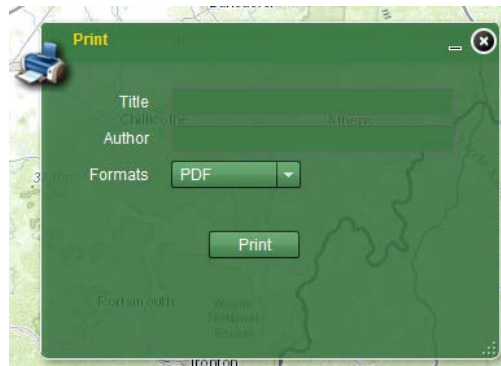 Print
Title
Chillicothe
Athens
Author
Formats
PDF
Print
Portsmouth
Wayne
National
Forest
Ironton